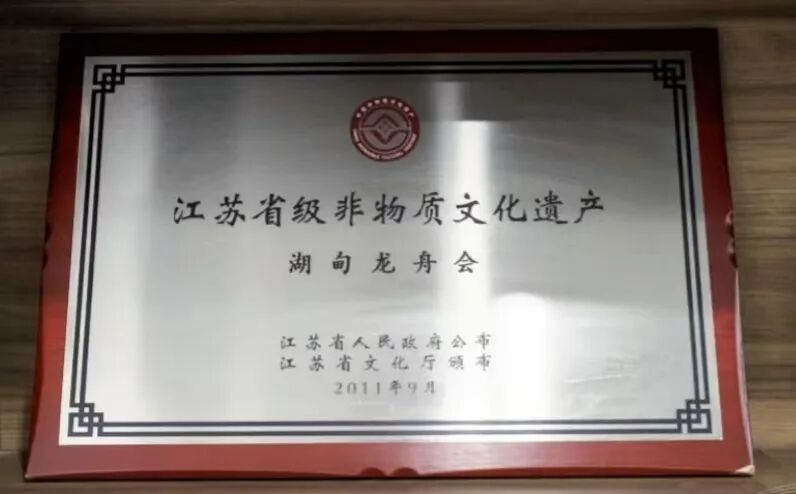 江苏省级非物质文化遗产
湖甸龙舟会
江苏省人民政府公布
江苏省文化厅颁布
2011年9月